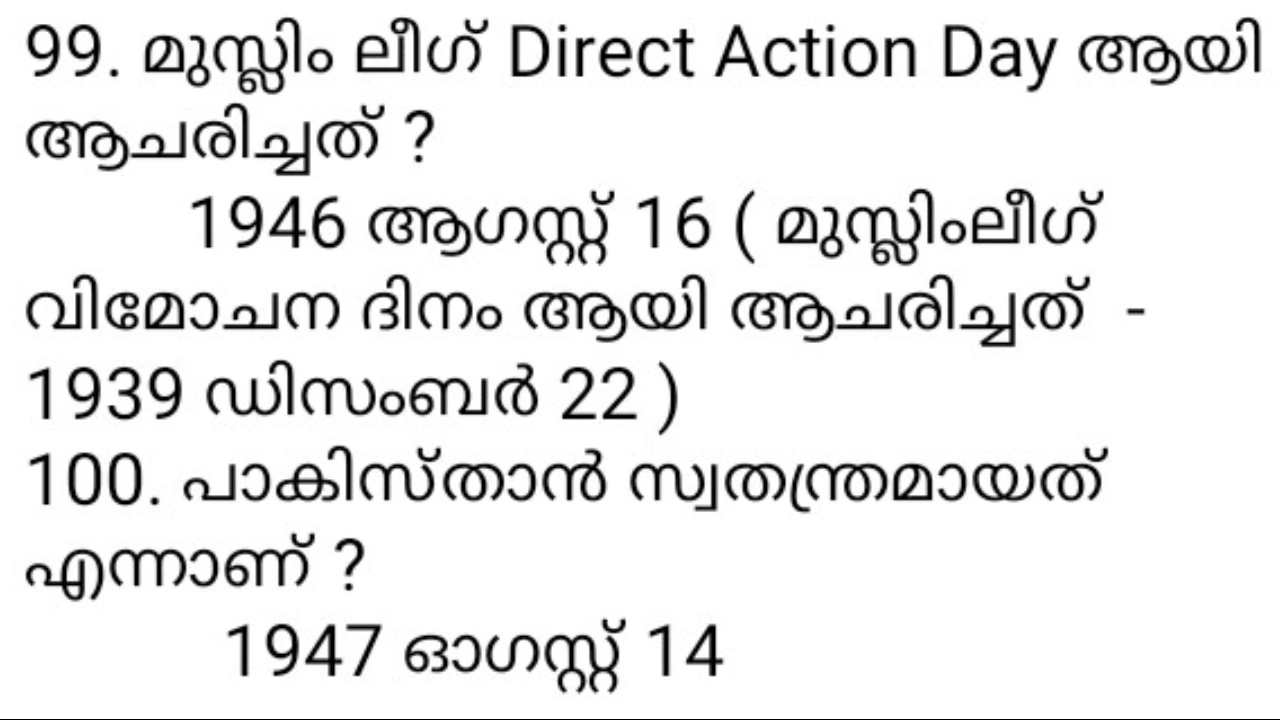 99. മുസ്ലിം ലീഗ് Direct Action Day ആയി
ആചരിച്ചത് ?
1946 ആഗസ്റ്റ് 16 ( മുസ്ലിംലീഗ്
വിമോചന ദിനം ആയി ആചരിച്ചത് -
1939 ഡിസംബർ 22 )
100. പാകിസ്താൻ സ്വതന്ത്രമായത്
എന്നാണ് ?
1947 ഓഗസ്റ്റ് 14